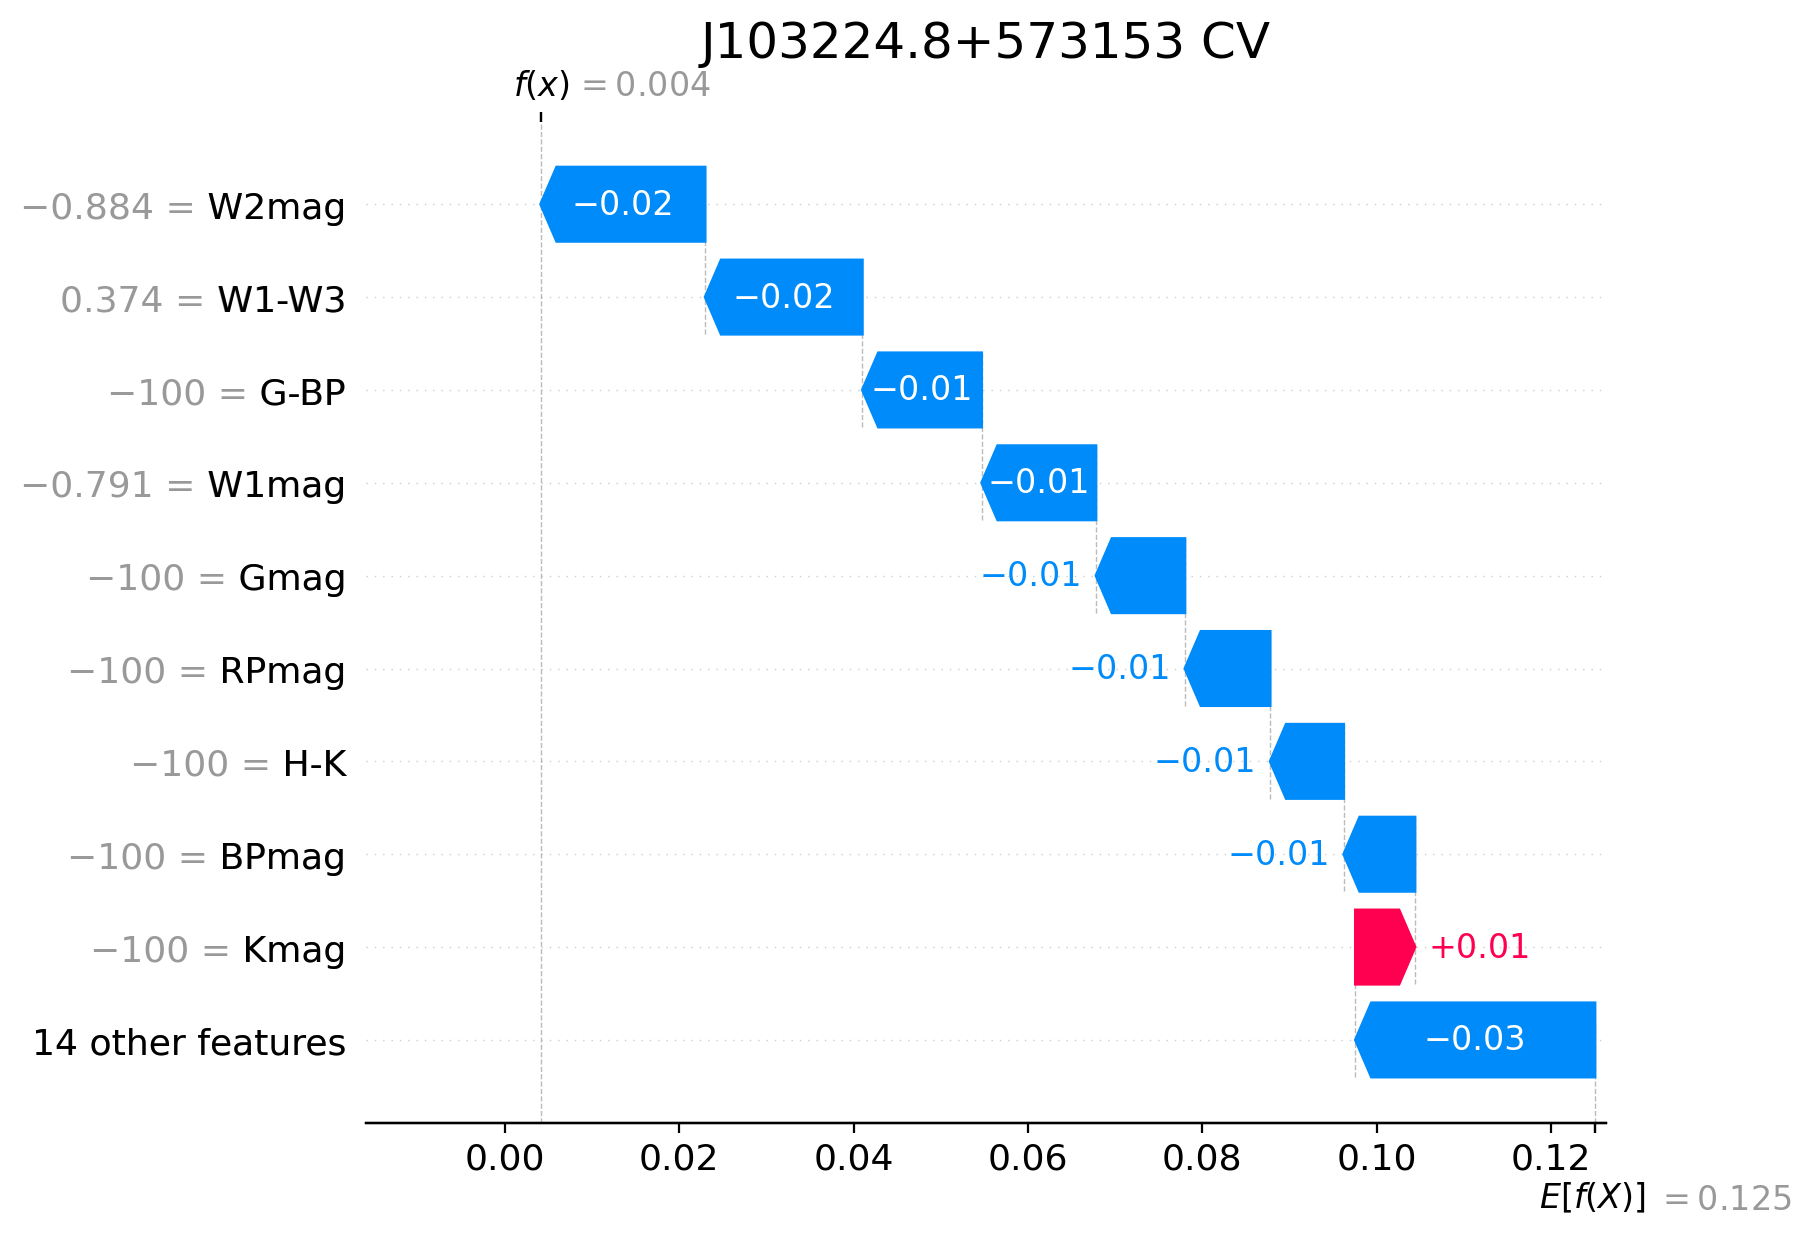 J103224.8+573153 CV
f(x) = 0.004
−0.884 = W2mag
−0.02
0.374 = W1-W3
−0.02
−100 = G-BP
−0.01
−0.791 = W1mag
−0.01
−100 = Gmag
−0.01
−100 = RPmag
−0.01
−100 = H-K
−0.01
−100 = BPmag
−0.01
−100 = Kmag
+0.01
14 other features
−0.03
0.00 0.02 0.04 0.06 0.08 0.10 0.12
E[f(X)] = 0.125